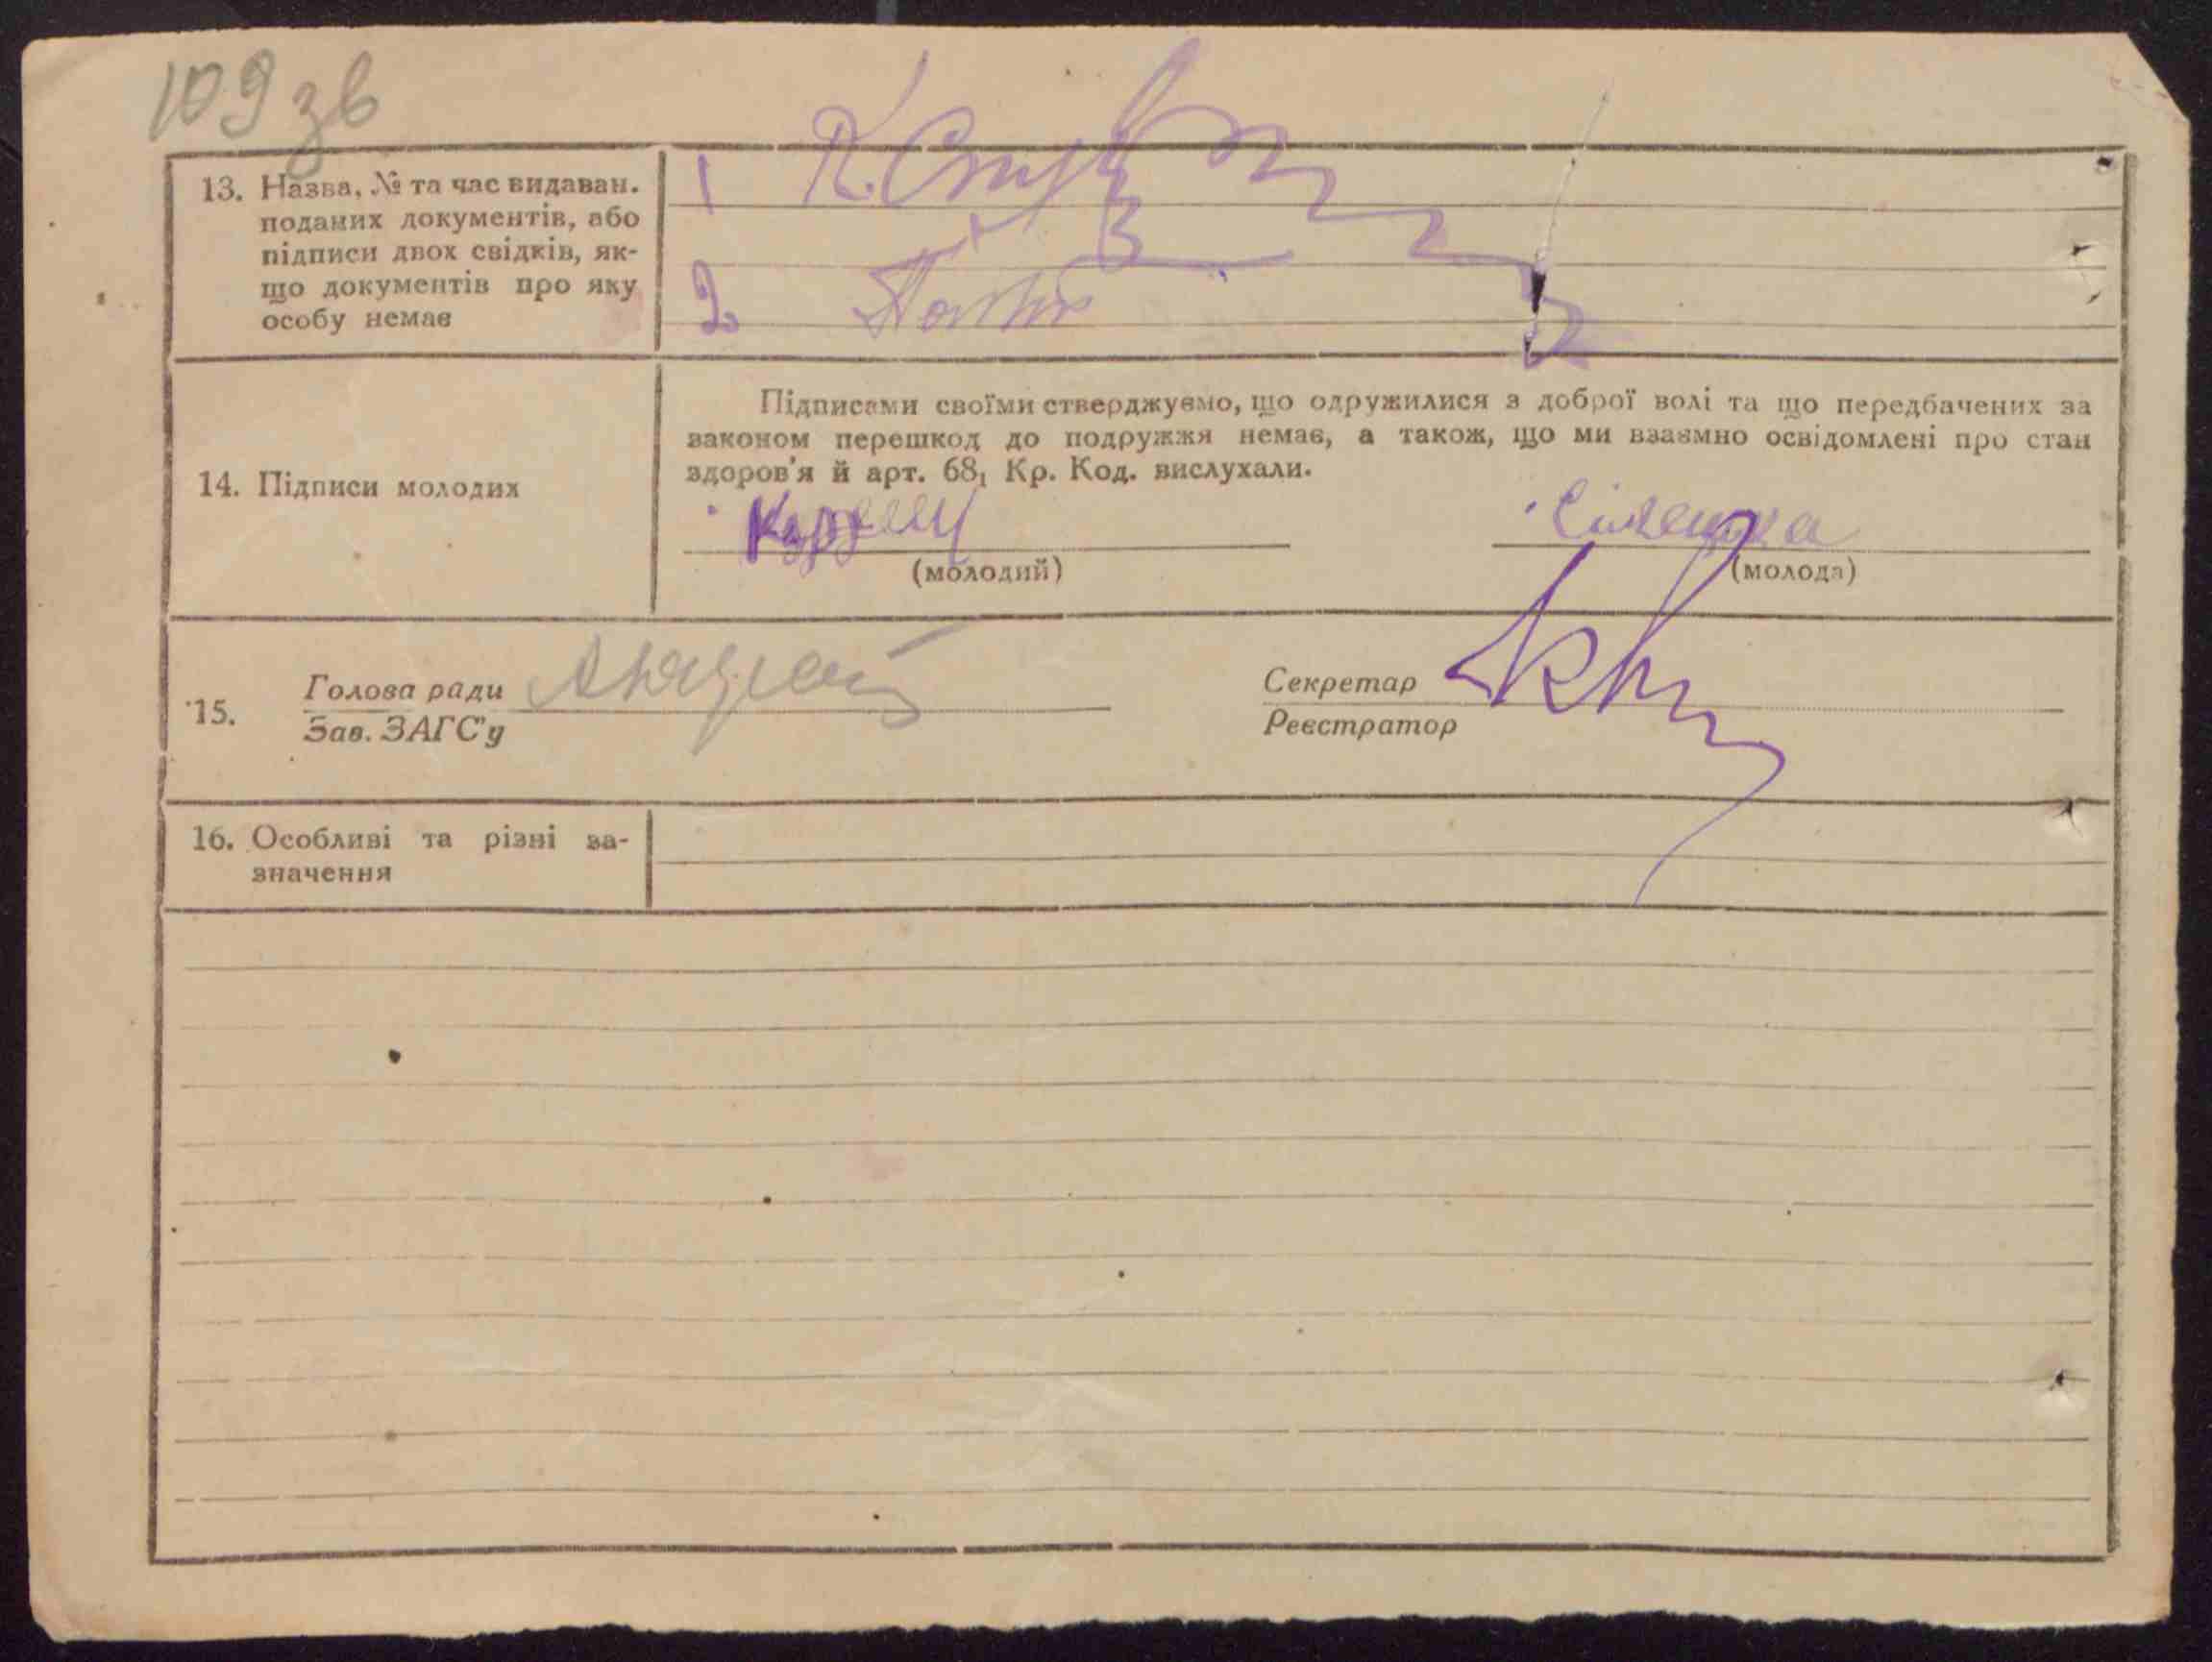 109 зв
13. Назва, № та час видаван.
поданих документів, або
підписи двох свідків, як-
що документів про яку
особу немає
1
2
14. Підписи молодих
Підписами своїми стверджуємо, що одружилися з доброї волі та що передбачених за
законом перешкод до подружжя немає, а також, що ми взаємно освідомлені про стан
здоров'я й арт. 68₁ Кр. Код. вислухали.
(молодий) (молода)
15. Голова ради Секретар
Зав. ЗАГС'у Реєстратор
16. Особливі та різні за-
значення